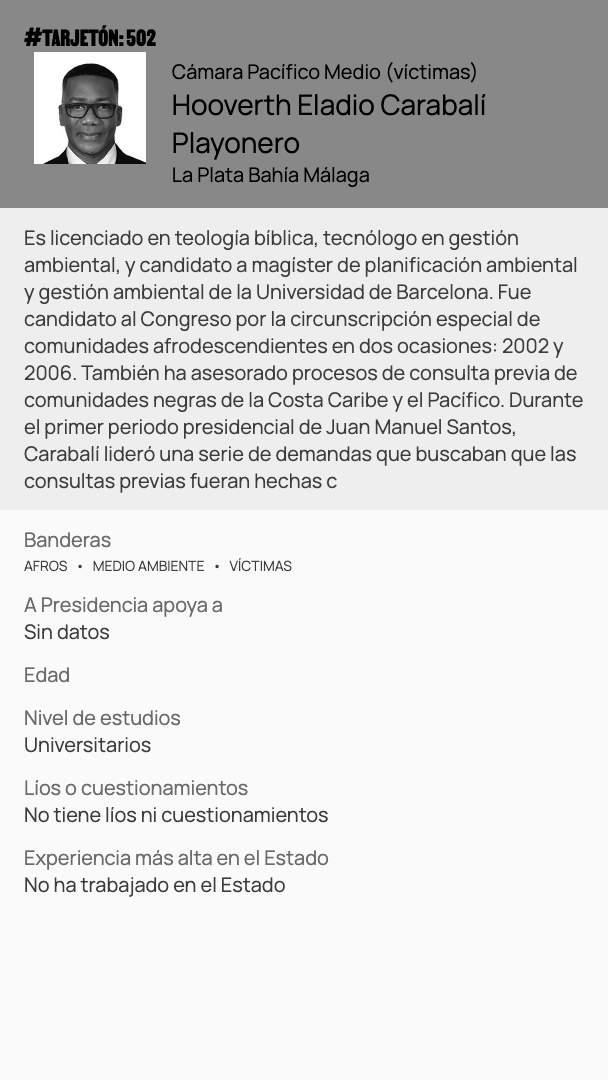 #TARJETÓN: 502
Cámara Pacífico Medio (víctimas)
Hooverth Eladio Carabalí
Playonero
La Plata Bahía Málaga
Es licenciado en teología bíblica, tecnólogo en gestión
ambiental, y candidato a magíster de planificación ambiental
y gestión ambiental de la Universidad de Barcelona. Fue
candidato al Congreso por la circunscripción especial de
comunidades afrodescendientes en dos ocasiones: 2002 y
2006. También ha asesorado procesos de consulta previa de
comunidades negras de la Costa Caribe y el Pacífico. Durante
el primer periodo presidencial de Juan Manuel Santos,
Carabalí lideró una serie de demandas que buscaban que las
consultas previas fueran hechas c
Banderas
AFROS • MEDIO AMBIENTE • VÍCTIMAS
A Presidencia apoya a
Sin datos
Edad
Nivel de estudios
Universitarios
Líos o cuestionamientos
No tiene líos ni cuestionamientos
Experiencia más alta en el Estado
No ha trabajado en el Estado